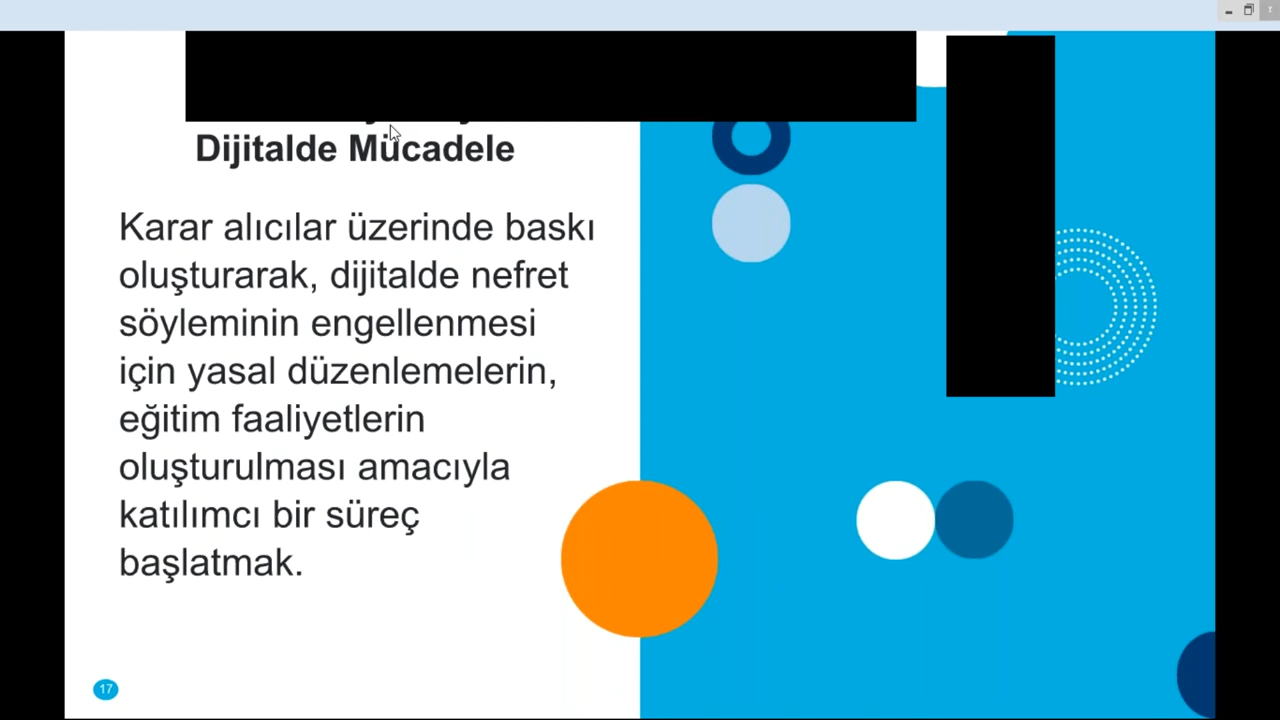 Dijitalde Mücadele
Karar alıcılar üzerinde baskı
oluşturarak, dijitalde nefret
söyleminin engellenmesi
için yasal düzenlemelerin,
eğitim faaliyetlerin
oluşturulması amacıyla
katılımcı bir süreç
başlatmak.
17